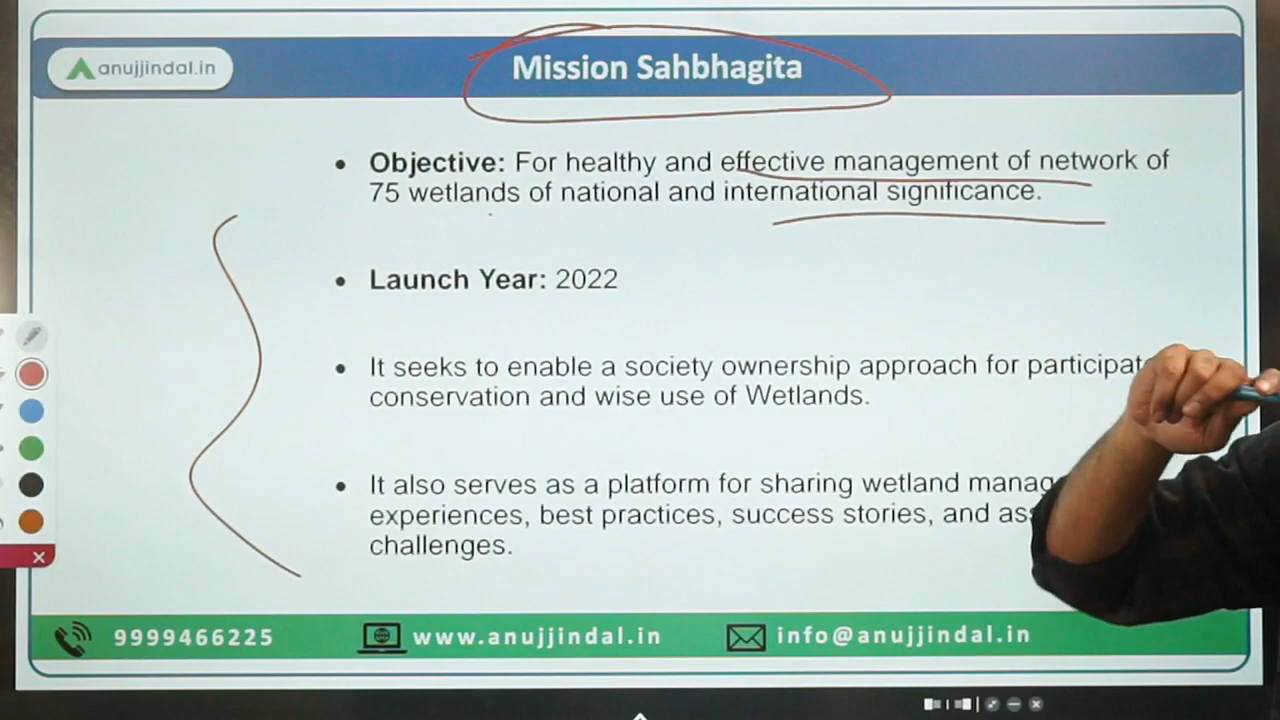 anujjindal.in
Mission Sahbhagita
• Objective: For healthy and effective management of network of
75 wetlands of national and international significance.
• Launch Year: 2022
• It seeks to enable a society ownership approach for
conservation and wise use of Wetlands.
• It also serves as a platform for sharing wetland
experiences, best practices, success stories, and
challenges.
9999466225
www.anujjindal.in
info@anujjindal.in